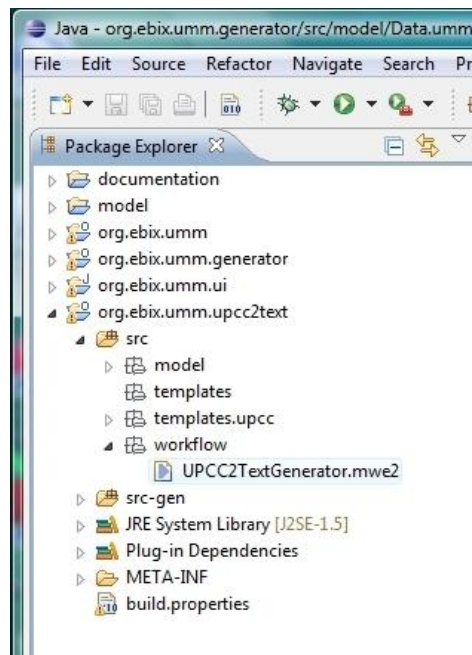 Java - org.ebix.umm.generator/src/model/Data.umm
File Edit Source Refactor Navigate Search Pr
010
Package Explorer
documentation
model
org.ebix.umm
org.ebix.umm.generator
org.ebix.umm.ui
org.ebix.umm.upcc2text
src
model
templates
templates.upcc
workflow
UPCC2TextGenerator.mwe2
src-gen
JRE System Library [J2SE-1.5]
Plug-in Dependencies
META-INF
build.properties